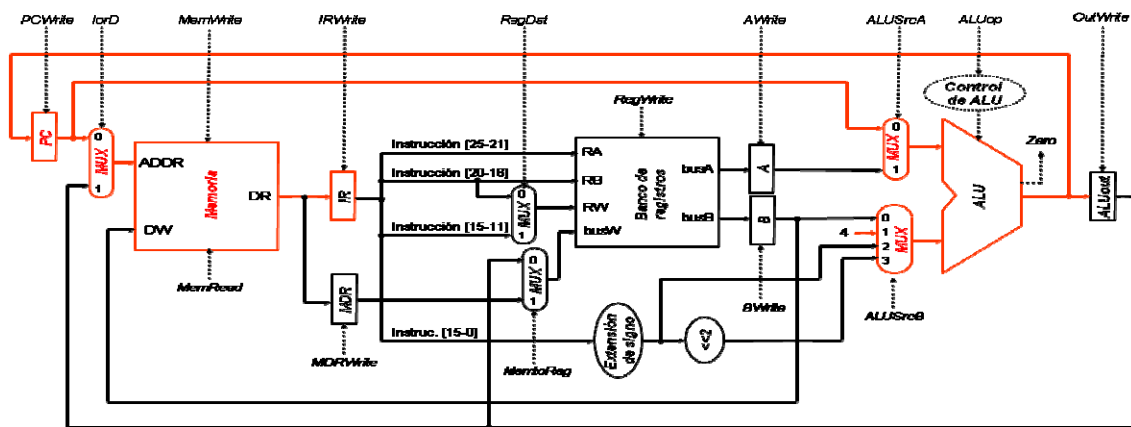 PCWrite IorD MemWrite IRWrite RegDst AWrite ALUSrcA ALUop OutWrite
Control
de ALU
RegWrite
Zero
PC
0
MUX
1
ADDR
Memoria
DR
DW
MemRead
IR
MDR
MDRWrite
Instrucción [25-21]
Instrucción [20-16]
Instrucción [15-11]
Instruc. [15-0]
0
MUX
1
0
MUX
1
MemtoReg
RA
RB
RW
busW
Banco de
registros
busA
busB
A
B
BWrite
Extensión
de signo
<<2
0
MUX
1
4
0
1
2
3
MUX
ALUSrcB
ALU
ALUout